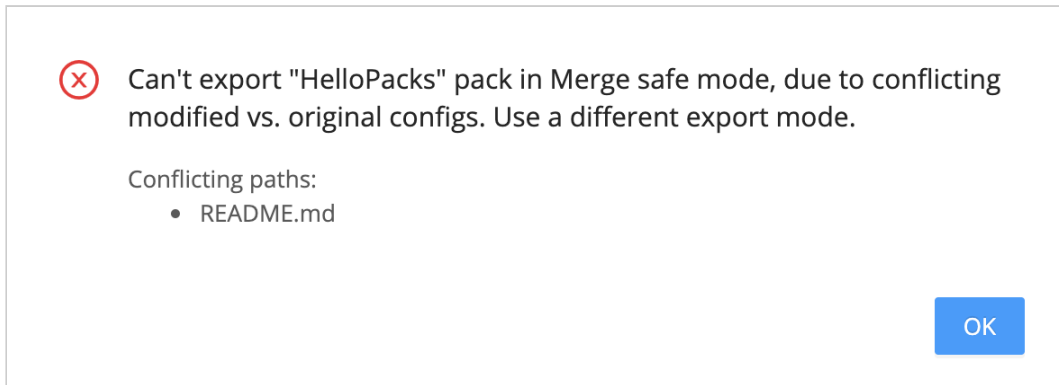 Can't export "HelloPacks" pack in Merge safe mode, due to conflicting
modified vs. original configs. Use a different export mode.
Conflicting paths:
• README.md
OK